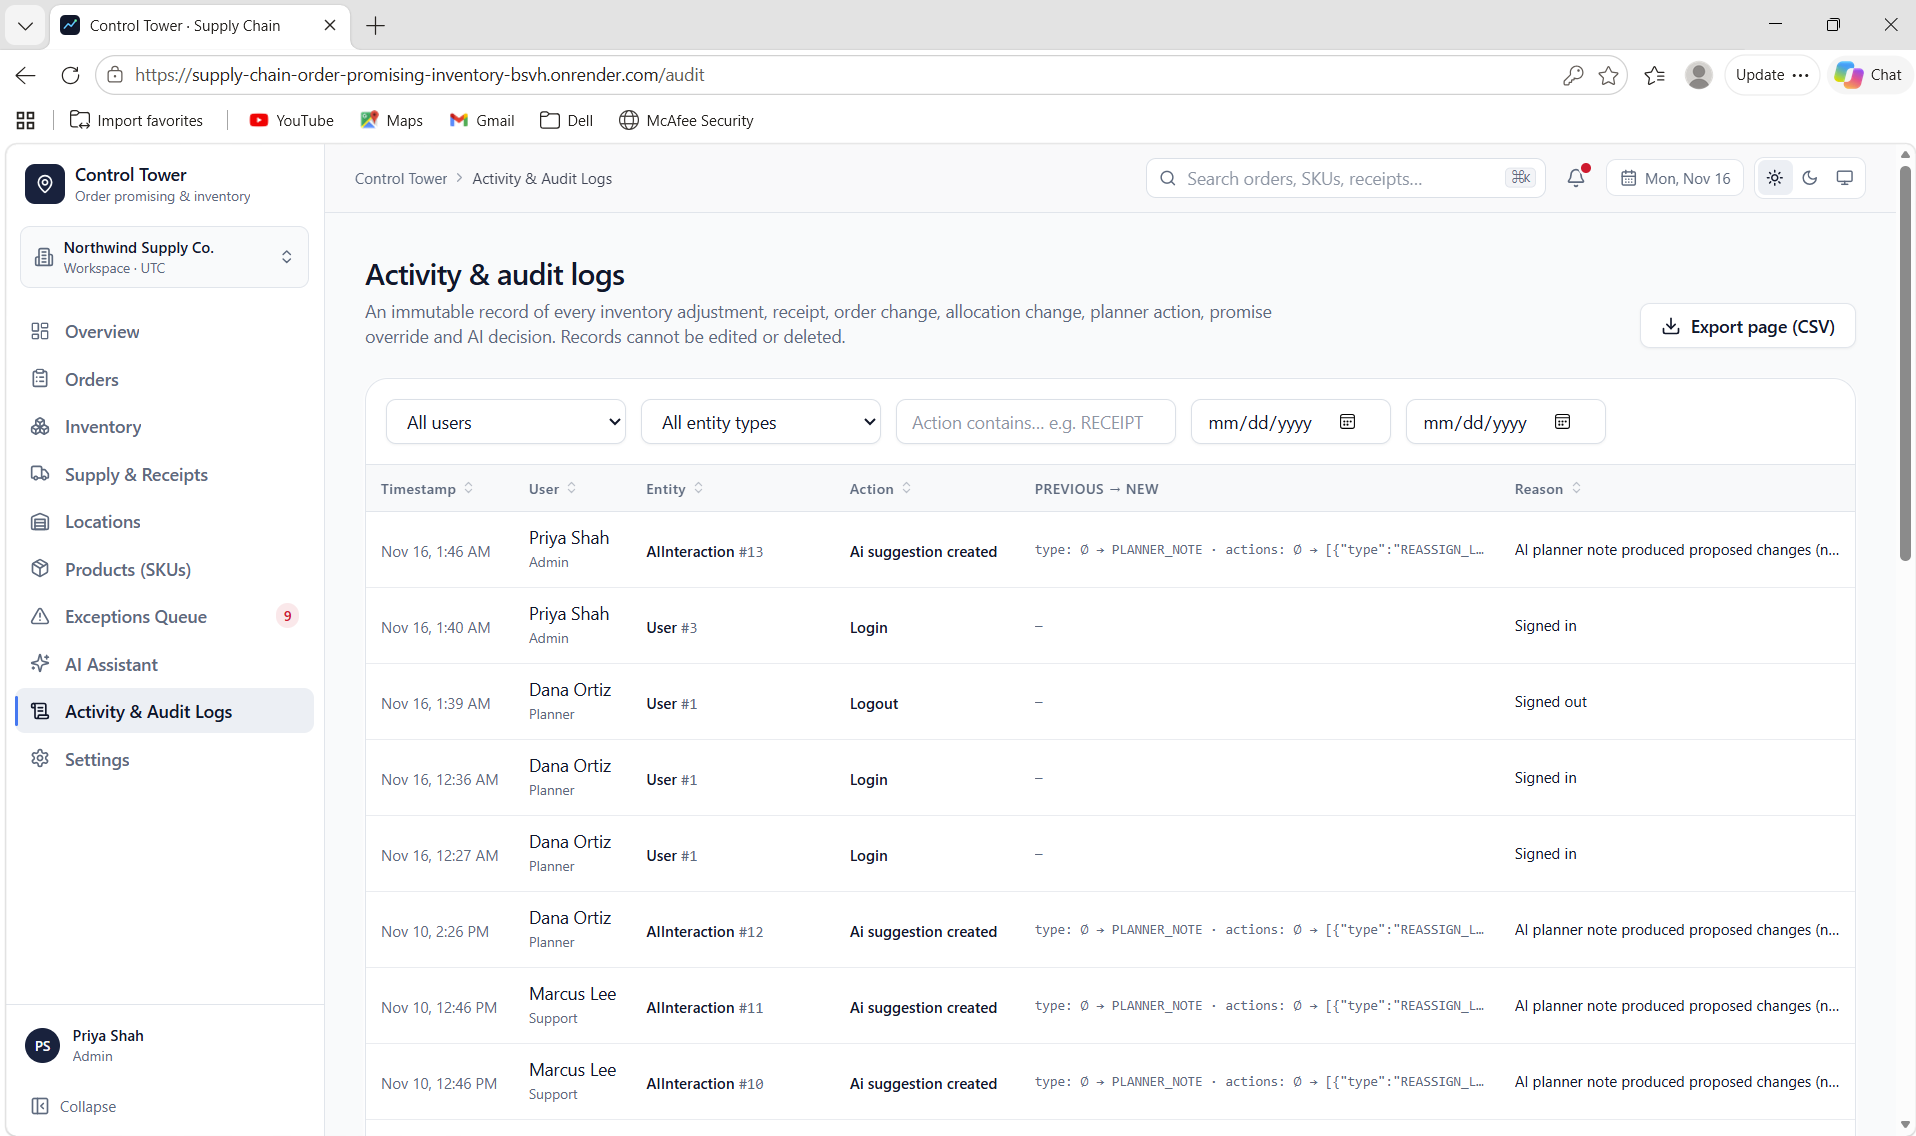 Control Tower · Supply Chain
https://supply-chain-order-promising-inventory-bsvh.onrender.com/audit
Update
Chat
Import favorites
YouTube
Maps
Gmail
Dell
McAfee Security
Control Tower
Order promising & inventory
Northwind Supply Co.
Workspace · UTC
Overview
Orders
Inventory
Supply & Receipts
Locations
Products (SKUs)
Exceptions Queue
9
AI Assistant
Activity & Audit Logs
Settings
PS
Priya Shah
Admin
Collapse
Control Tower > Activity & Audit Logs
Search orders, SKUs, receipts...
⌘K
Mon, Nov 16
Activity & audit logs
An immutable record of every inventory adjustment, receipt, order change, allocation change, planner action, promise
override and AI decision. Records cannot be edited or deleted.
Export page (CSV)
All users
All entity types
Action contains... e.g. RECEIPT
mm/dd/yyyy
mm/dd/yyyy
Timestamp User Entity Action PREVIOUS → NEW Reason
Nov 16, 1:46 AM
Priya Shah
Admin
AIInteraction #13
Ai suggestion created
type: Ø → PLANNER_NOTE · actions: Ø → [{"type":"REASSIGN_L…
AI planner note produced proposed changes (n...
Nov 16, 1:40 AM
Priya Shah
Admin
User #3
Login
–
Signed in
Nov 16, 1:39 AM
Dana Ortiz
Planner
User #1
Logout
–
Signed out
Nov 16, 12:36 AM
Dana Ortiz
Planner
User #1
Login
–
Signed in
Nov 16, 12:27 AM
Dana Ortiz
Planner
User #1
Login
–
Signed in
Nov 10, 2:26 PM
Dana Ortiz
Planner
AIInteraction #12
Ai suggestion created
type: Ø → PLANNER_NOTE · actions: Ø → [{"type":"REASSIGN_L…
AI planner note produced proposed changes (n...
Nov 10, 12:46 PM
Marcus Lee
Support
AIInteraction #11
Ai suggestion created
type: Ø → PLANNER_NOTE · actions: Ø → [{"type":"REASSIGN_L…
AI planner note produced proposed changes (n...
Nov 10, 12:46 PM
Marcus Lee
Support
AIInteraction #10
Ai suggestion created
type: Ø → PLANNER_NOTE · actions: Ø → [{"type":"REASSIGN_L…
AI planner note produced proposed changes (n...